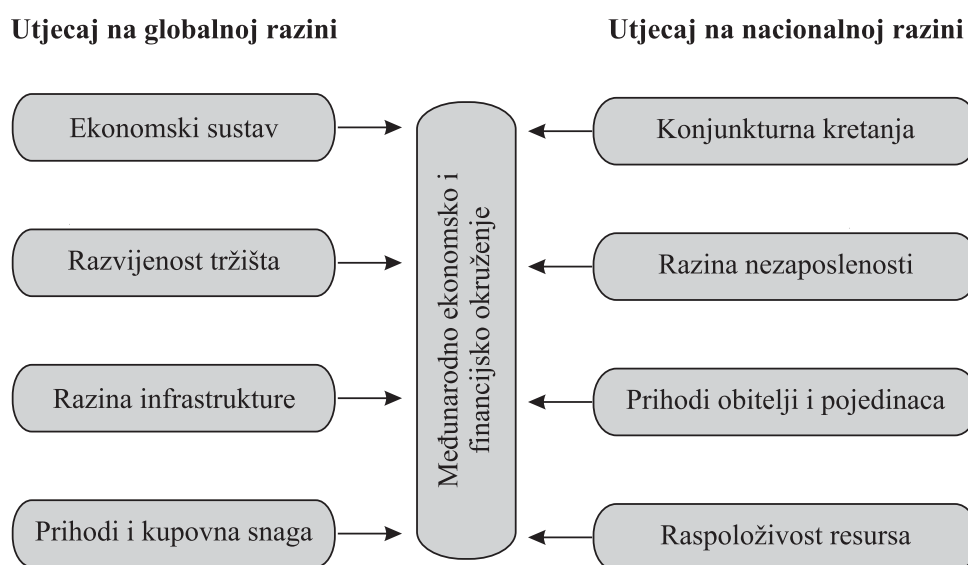 Utjecaj na globalnoj razini
Utjecaj na nacionalnoj razini
Ekonomski sustav
Razvijenost tržišta
Razina infrastrukture
Prihodi i kupovna snaga
Međunarodno ekonomsko i
financijsko okruženje
Konjunkturna kretanja
Razina nezaposlenosti
Prihodi obitelji i pojedinaca
Raspoloživost resursa